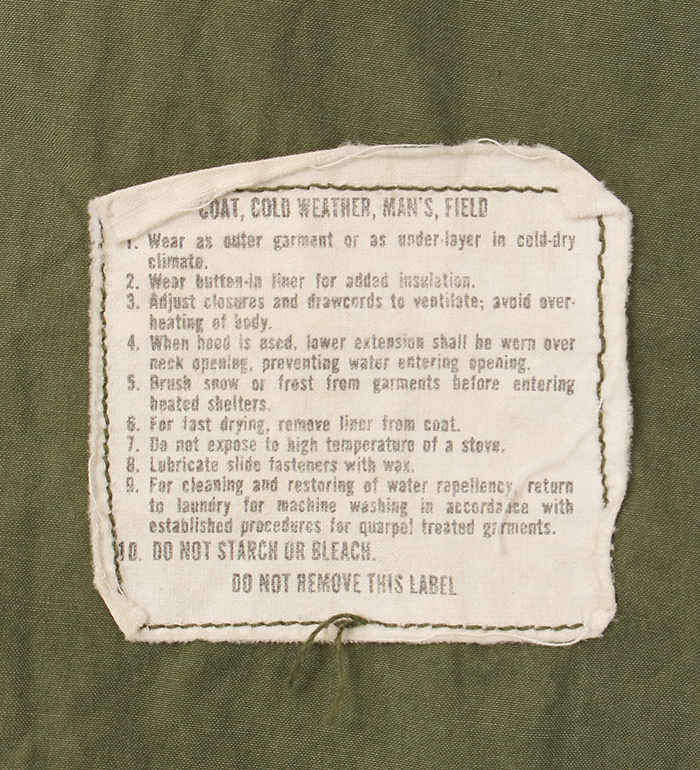 COAT, COLD WEATHER, MAN'S, FIELD
1. Wear as outer garment or as under-layer in cold-dry
climate.
2. Wear button-in liner for added insulation.
3. Adjust closures and drawcords to ventilate; avoid over-
heating of body.
4. When hood is used, lower extension shall be worn over
neck opening, preventing water entering opening.
5. Brush snow or frost from garments before entering
heated shelters.
6. For fast drying, remove liner from coat.
7. Do not expose to high temperature of a stove.
8. Lubricate slide fasteners with wax.
9. For cleaning and restoring of water repellency, return
to laundry for machine washing in accordance with
established procedures for quarpel treated garments.
10. DO NOT STARCH OR BLEACH.
DO NOT REMOVE THIS LABEL